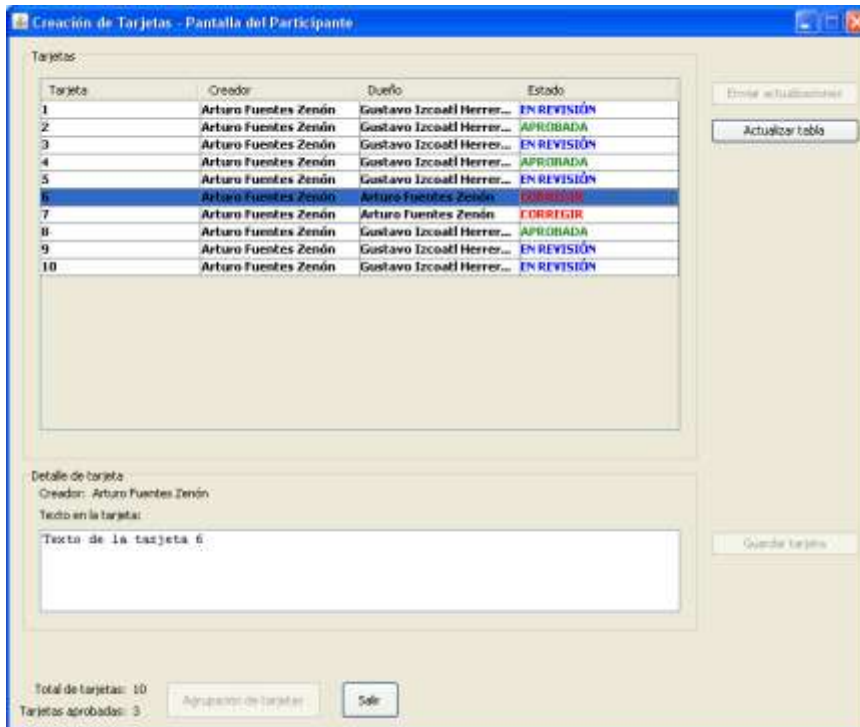 Creación de Tarjetas - Pantalla del Participante
Tarjetas
Tarjeta Creador Dueño Estado
1 Arturo Fuentes Zenón Gustavo Izcoatl Herrer... EN REVISIÓN
2 Arturo Fuentes Zenón Gustavo Izcoatl Herrer... APROBADA
3 Arturo Fuentes Zenón Gustavo Izcoatl Herrer... EN REVISIÓN
4 Arturo Fuentes Zenón Gustavo Izcoatl Herrer... APROBADA
5 Arturo Fuentes Zenón Gustavo Izcoatl Herrer... EN REVISIÓN
6 Arturo Fuentes Zenón Arturo Fuentes Zenón CORREGIR
7 Arturo Fuentes Zenón Arturo Fuentes Zenón CORREGIR
8 Arturo Fuentes Zenón Gustavo Izcoatl Herrer... APROBADA
9 Arturo Fuentes Zenón Gustavo Izcoatl Herrer... EN REVISIÓN
10 Arturo Fuentes Zenón Gustavo Izcoatl Herrer... EN REVISIÓN
Enviar actualizaciones
Actualizar tabla
Detalle de tarjeta
Creador: Arturo Fuentes Zenón
Texto en la tarjeta:
Texto de la tarjeta 6
Guardar tarjeta
Total de tarjetas: 10
Tarjetas aprobadas: 3
Agrupación de tarjetas
Salir